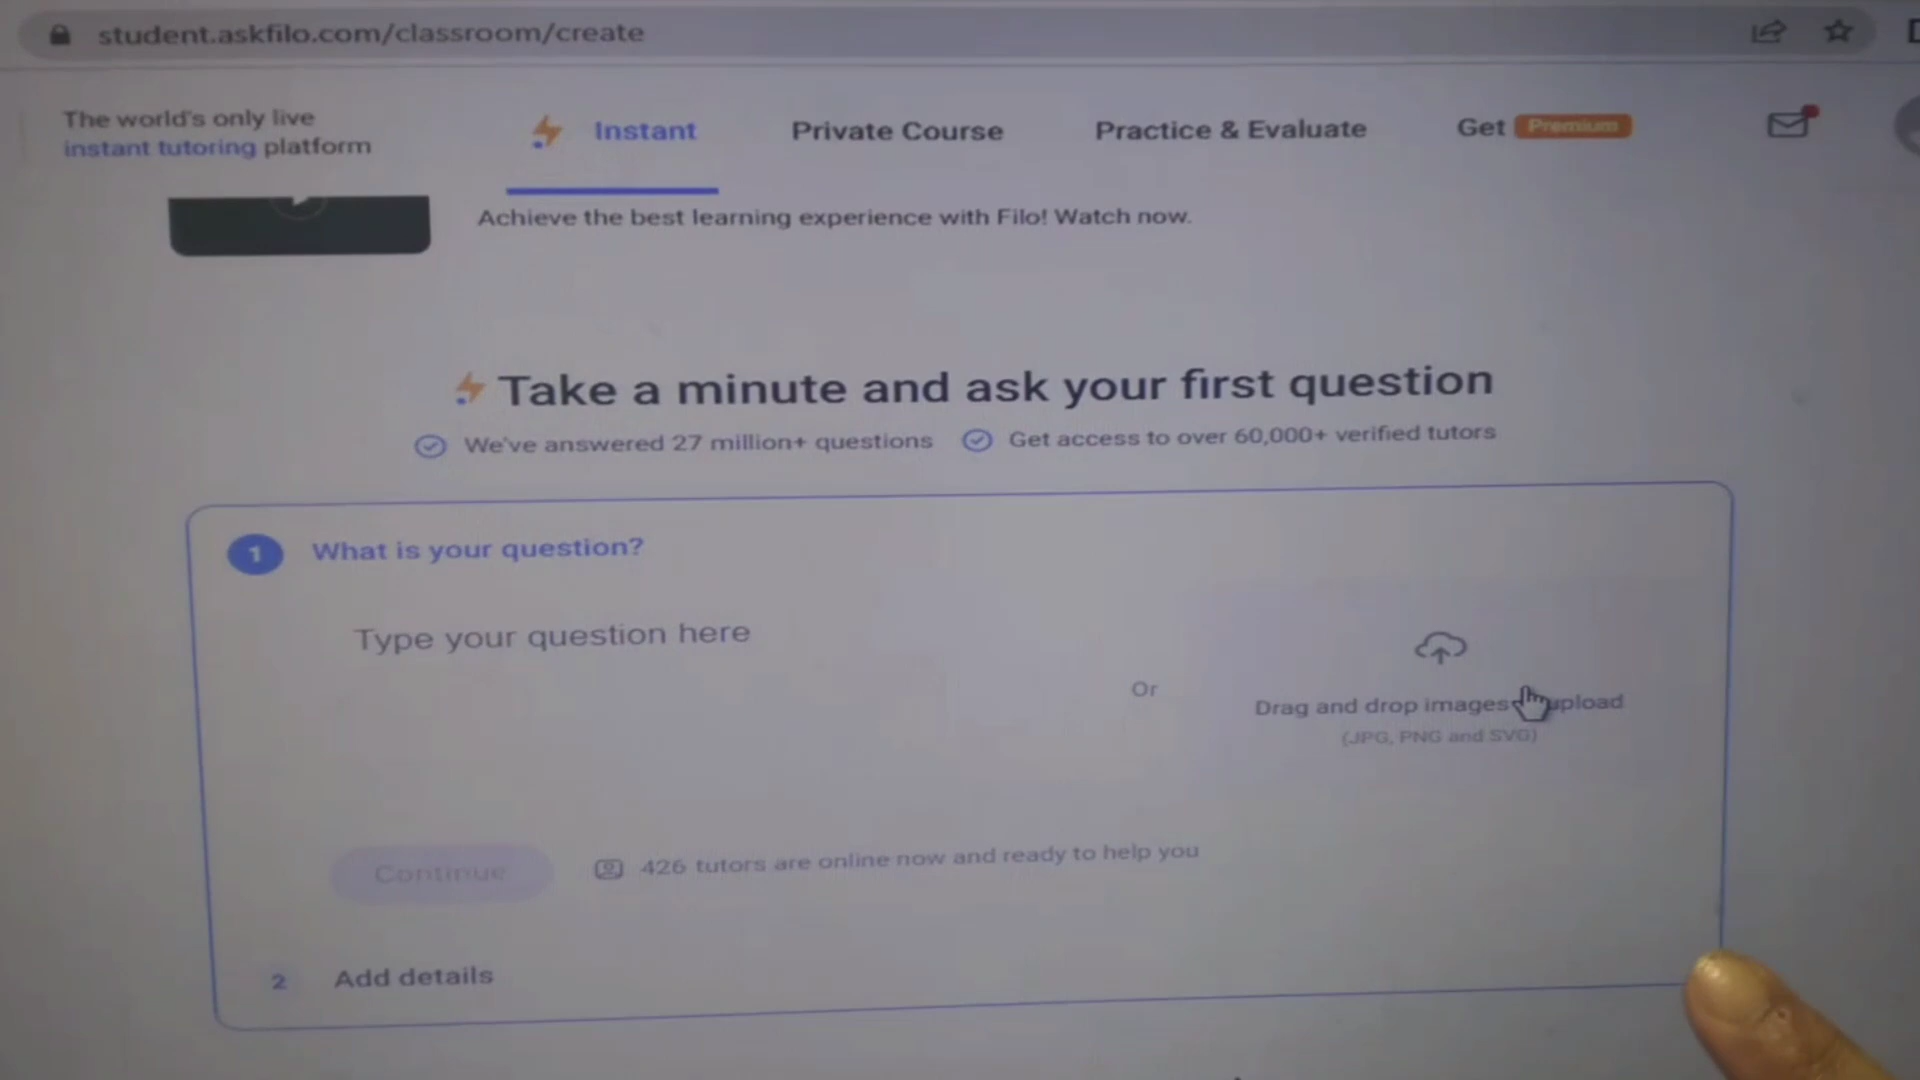 student.askfilo.com/classroom/create
The world's only live
instant tutoring platform
Instant
Private Course
Practice & Evaluate
Get Premium
Achieve the best learning experience with Filo! Watch now.
Take a minute and ask your first question
We've answered 27 million+ questions
Get access to over 60,000+ verified tutors
1 What is your question?
Type your question here
Or
Drag and drop images upload
(JPG, PNG and SVG)
Continue
426 tutors are online now and ready to help you
2 Add details